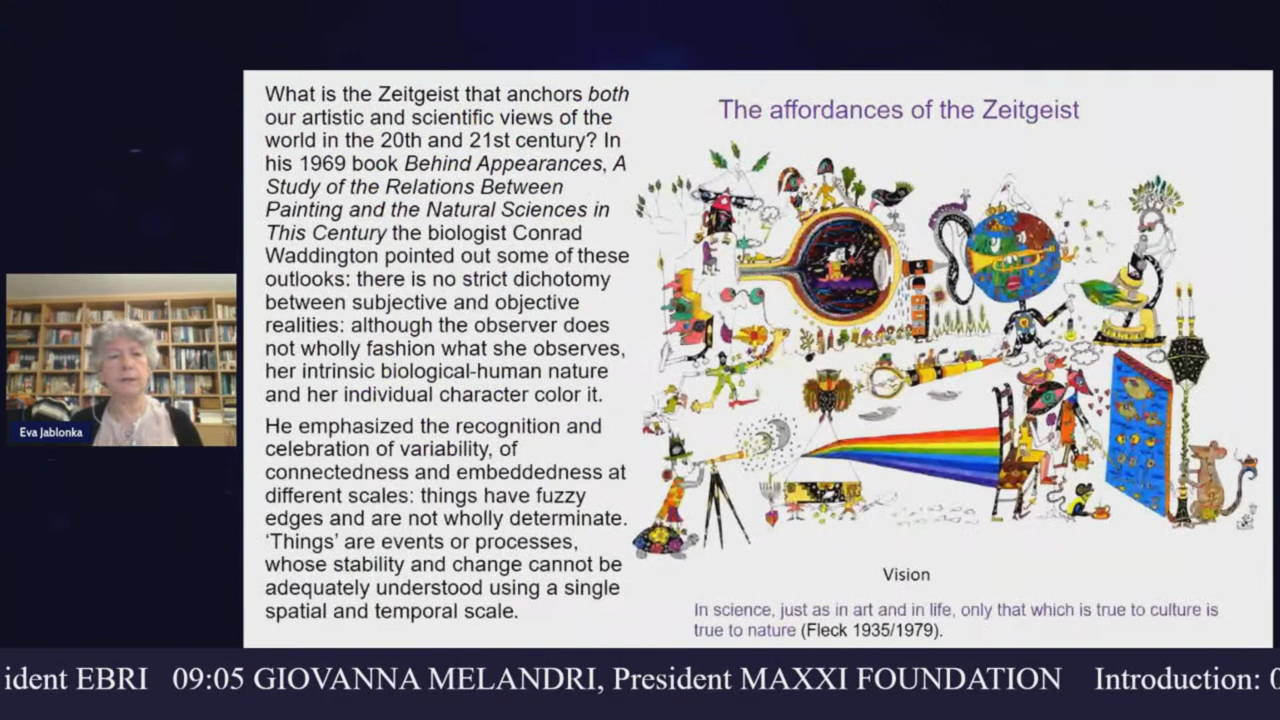 What is the Zeitgeist that anchors both
our artistic and scientific views of the
world in the 20th and 21st century? In
his 1969 book Behind Appearances, A
Study of the Relations Between
Painting and the Natural Sciences in
This Century the biologist Conrad
Waddington pointed out some of these
outlooks: there is no strict dichotomy
between subjective and objective
realities: although the observer does
not wholly fashion what she observes,
her intrinsic biological-human nature
and her individual character color it.
He emphasized the recognition and
celebration of variability, of
connectedness and embeddedness at
different scales: things have fuzzy
edges and are not wholly determinate.
‘Things’ are events or processes,
whose stability and change cannot be
adequately understood using a single
spatial and temporal scale.
The affordances of the Zeitgeist
Vision
In science, just as in art and in life, only that which is true to culture is
true to nature (Fleck 1935/1979).
Eva Jablonka
ident EBRI 09:05 GIOVANNA MELANDRI, President MAXXI FOUNDATION Introduction: 0